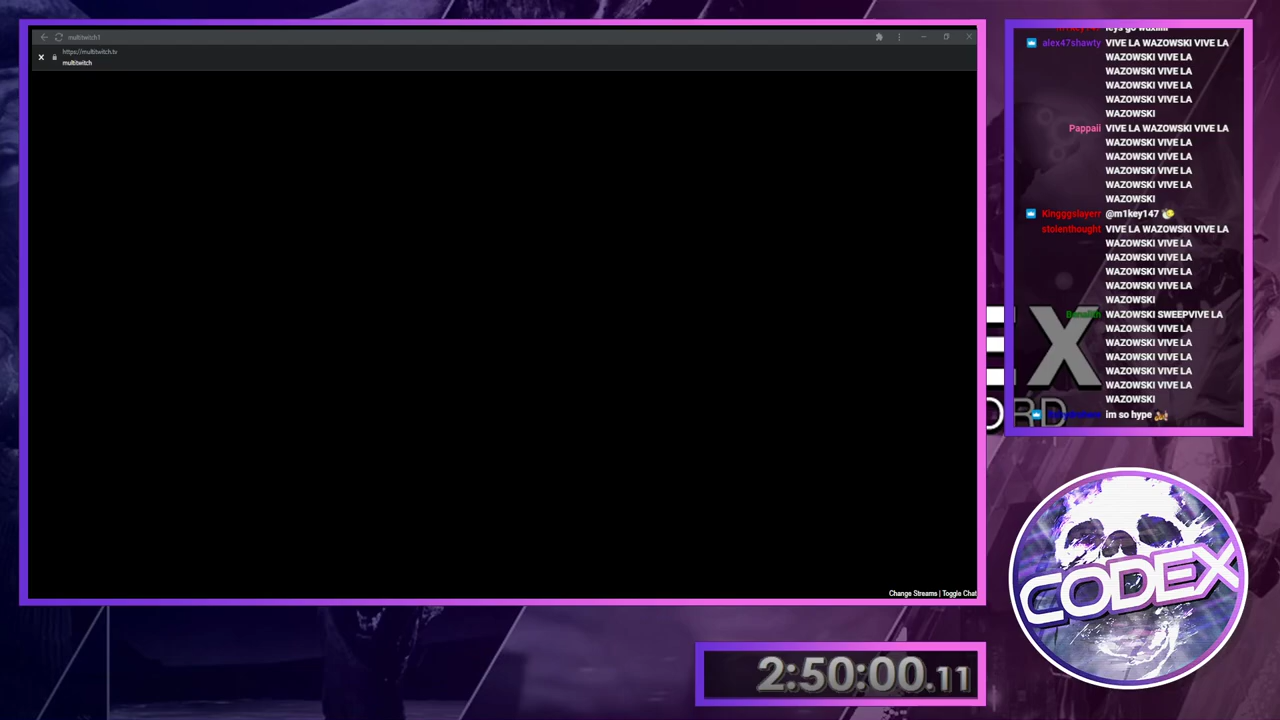 multitwitch1
https://multitwitch.tv
multitwitch
Change Streams | Toggle Chat
alex47shawty VIVE LA WAZOWSKI VIVE LA
WAZOWSKI VIVE LA
WAZOWSKI VIVE LA
WAZOWSKI VIVE LA
WAZOWSKI VIVE LA
WAZOWSKI
Pappaii VIVE LA WAZOWSKI VIVE LA
WAZOWSKI VIVE LA
WAZOWSKI VIVE LA
WAZOWSKI VIVE LA
WAZOWSKI VIVE LA
WAZOWSKI
Kingggslayerr @m1key147
stolenthought VIVE LA WAZOWSKI VIVE LA
WAZOWSKI VIVE LA
WAZOWSKI VIVE LA
WAZOWSKI VIVE LA
WAZOWSKI VIVE LA
WAZOWSKI
WAZOWSKI SWEEPVIVE LA
WAZOWSKI VIVE LA
WAZOWSKI VIVE LA
WAZOWSKI VIVE LA
WAZOWSKI VIVE LA
WAZOWSKI VIVE LA
WAZOWSKI
im so hype
EX
ORD
CODEX
2:50:00.11